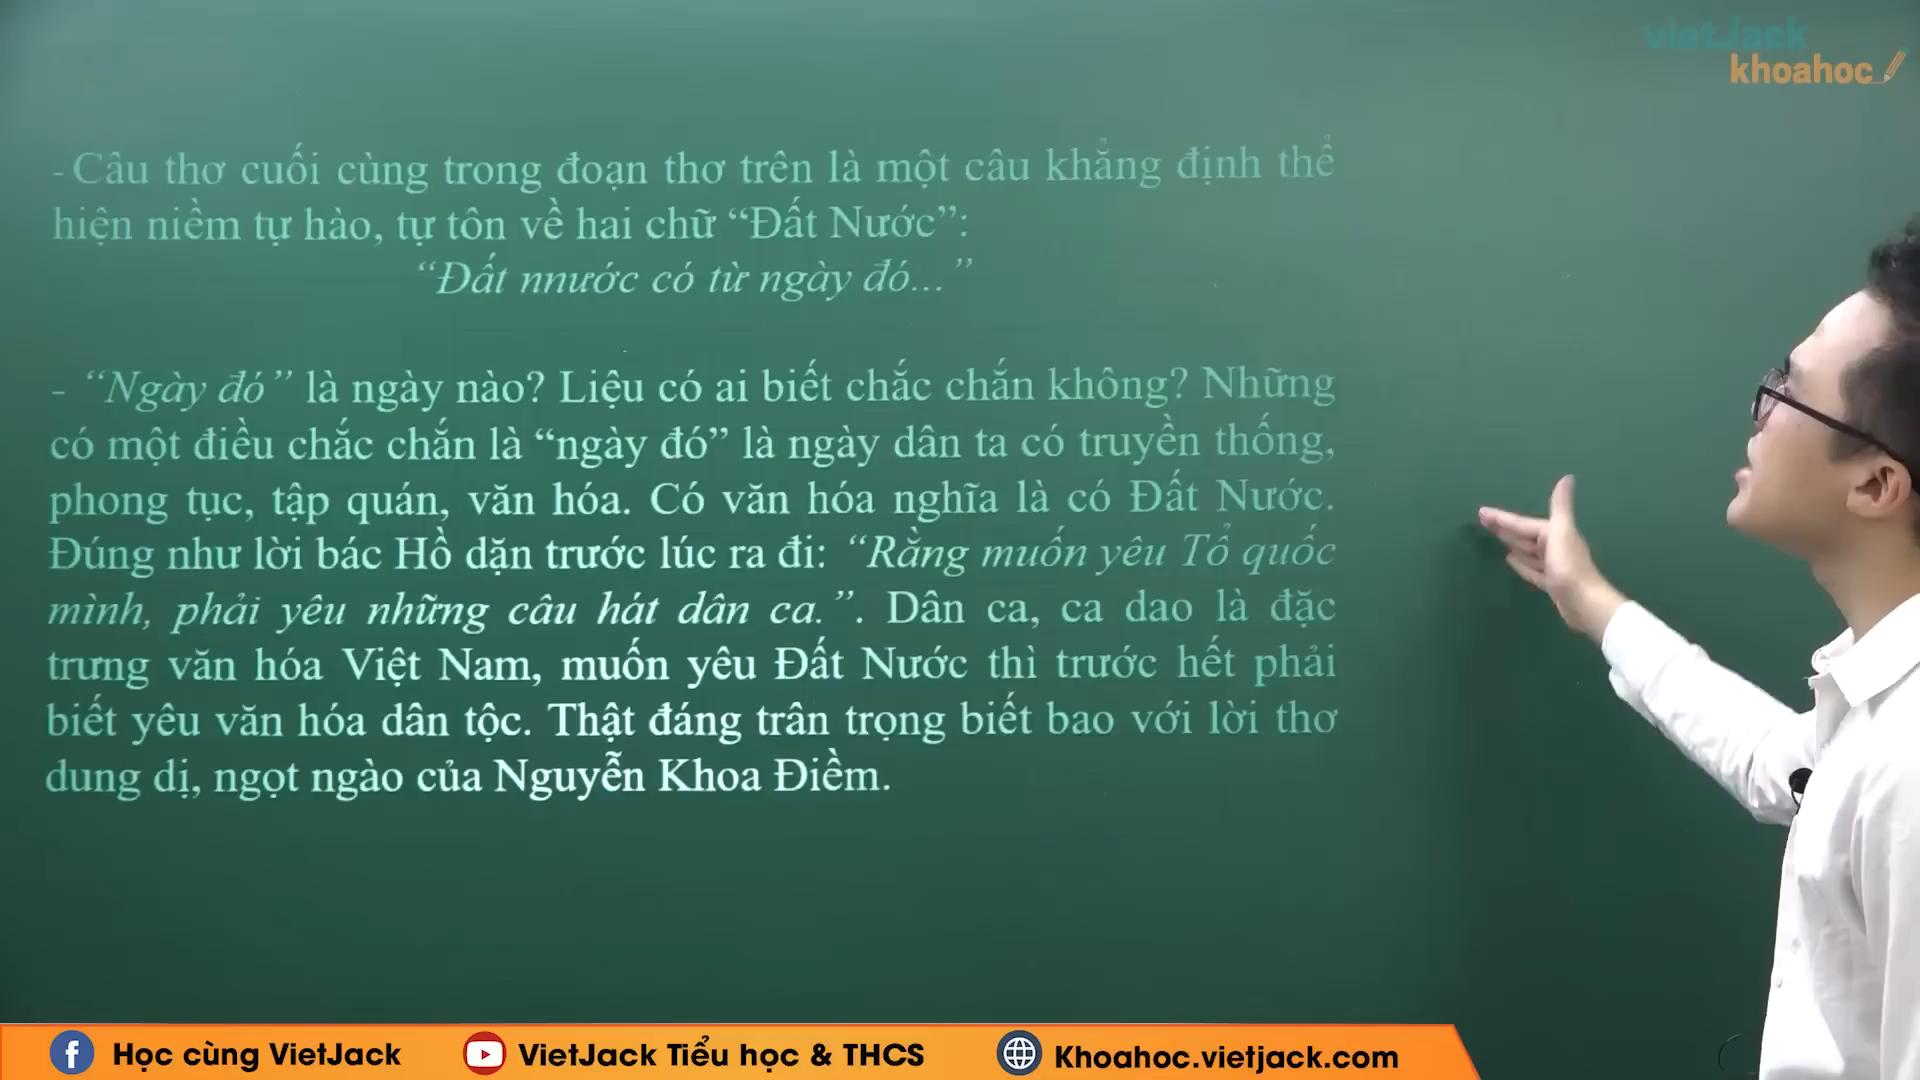 vietJack
khoahoc
- Câu thơ cuối cùng trong đoạn thơ trên là một câu khẳng định thể
hiện niềm tự hào, tự tôn về hai chữ “Đất Nước”:
“Đất nnước có từ ngày đó...”
- “Ngày đó” là ngày nào? Liệu có ai biết chắc chắn không? Những
có một điều chắc chắn là “ngày đó” là ngày dân ta có truyền thống,
phong tục, tập quán, văn hóa. Có văn hóa nghĩa là có Đất Nước.
Đúng như lời bác Hồ dặn trước lúc ra đi: “Rằng muốn yêu Tổ quốc
mình, phải yêu những câu hát dân ca.”. Dân ca, ca dao là đặc
trưng văn hóa Việt Nam, muốn yêu Đất Nước thì trước hết phải
biết yêu văn hóa dân tộc. Thật đáng trân trọng biết bao với lời thơ
dung dị, ngọt ngào của Nguyễn Khoa Điềm.
Học cùng VietJack
VietJack Tiểu học & THCS
Khoahoc.vietjack.com